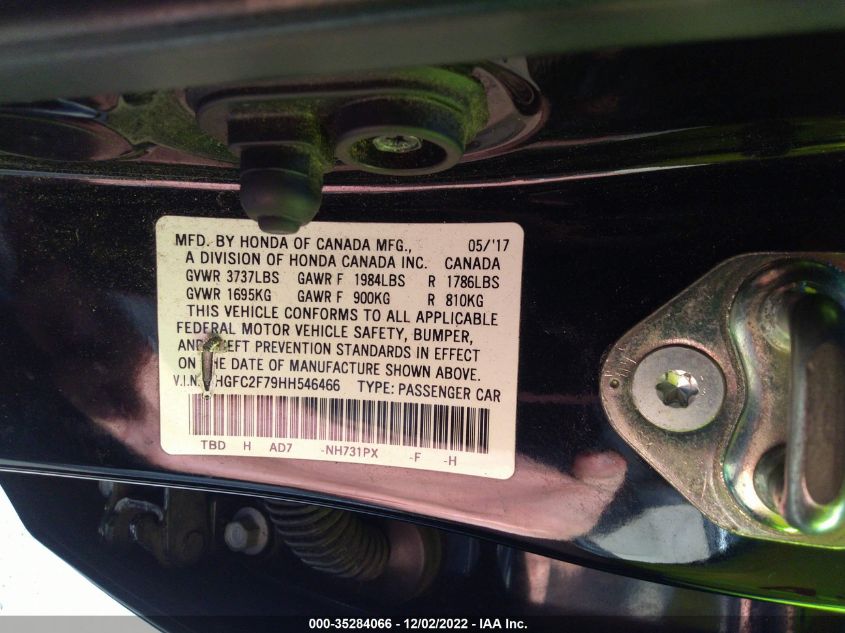 MFD. BY HONDA OF CANADA MFG., 05/'17
A DIVISION OF HONDA CANADA INC. CANADA
GVWR 3737LBS GAWR F 1984LBS R 1786LBS
GVWR 1695KG GAWR F 900KG R 810KG
THIS VEHICLE CONFORMS TO ALL APPLICABLE
FEDERAL MOTOR VEHICLE SAFETY, BUMPER,
AND THEFT PREVENTION STANDARDS IN EFFECT
ON THE DATE OF MANUFACTURE SHOWN ABOVE.
V.I.N. HGFC2F79HH546466 TYPE: PASSENGER CAR
TBD H AD7 -NH731PX -F -H
000-35284066 - 12/02/2022 - IAA Inc.